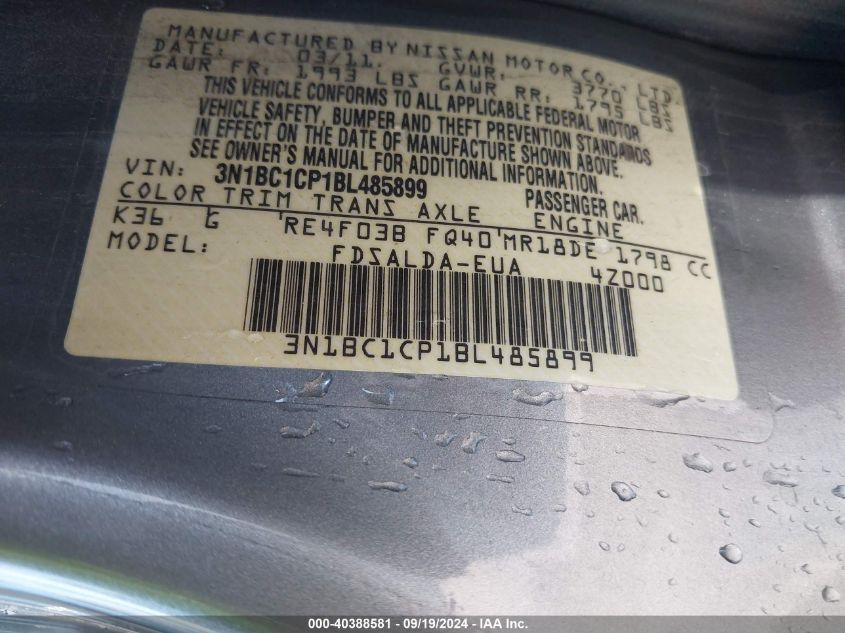 MANUFACTURED BY NISSAN MOTOR CO., LTD.
DATE: 03/11. GVWR: 3770 LBS
GAWR FR: 1993 LBS GAWR RR: 1795 LBS
THIS VEHICLE CONFORMS TO ALL APPLICABLE FEDERAL MOTOR
VEHICLE SAFETY, BUMPER AND THEFT PREVENTION STANDARDS
IN EFFECT ON THE DATE OF MANUFACTURE SHOWN ABOVE.
SEE OWNER'S MANUAL FOR ADDITIONAL INFORMATION.
VIN: 3N1BC1CP1BL485899 PASSENGER CAR.
COLOR TRIM TRANS AXLE ENGINE
K36 G RE4F03B FQ40 MR18DE 1798 CC
MODEL: FDSALDA-EUA 4Z000
3N1BC1CP1BL485899
000-40388581 - 09/19/2024 - IAA Inc.